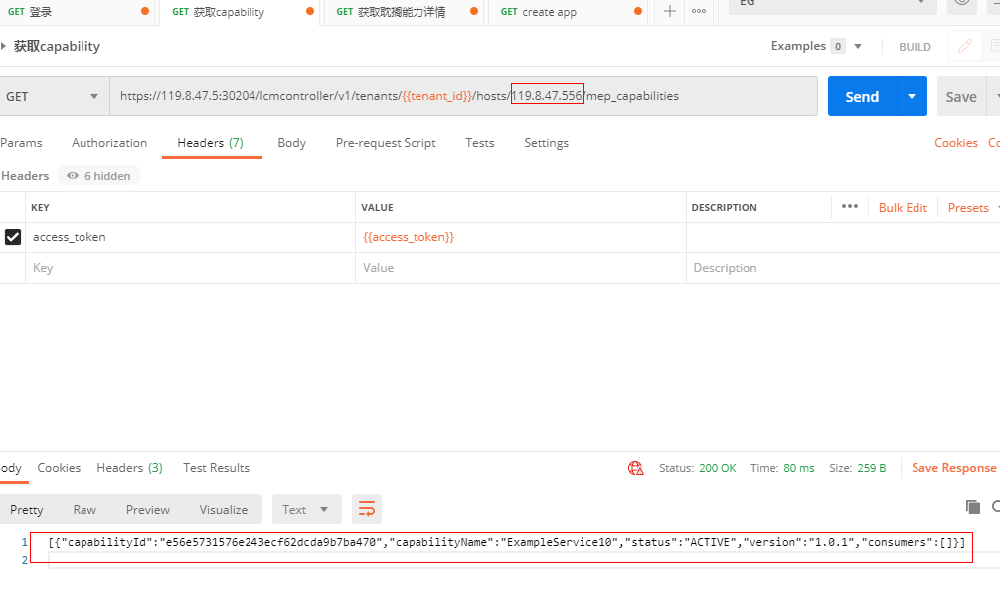 GET 登录 GET 获取capability GET 获取耽搁能力详情 GET create app EG
获取capability Examples 0 BUILD
GET https://119.8.47.5:30204/lcmcontroller/v1/tenants/{{tenant_id}}/hosts/119.8.47.556/mep_capabilities Send Save
Params Authorization Headers (7) Body Pre-request Script Tests Settings Cookies
Headers 6 hidden
KEY VALUE DESCRIPTION Bulk Edit Presets
access_token {{access_token}}
Key Value Description
ody Cookies Headers (3) Test Results Status: 200 OK Time: 80 ms Size: 259 B Save Response
Pretty Raw Preview Visualize Text
1 [{"capabilityId":"e56e5731576e243ecf62dcda9b7ba470","capabilityName":"ExampleService10","status":"ACTIVE","version":"1.0.1","consumers":[]}]
2